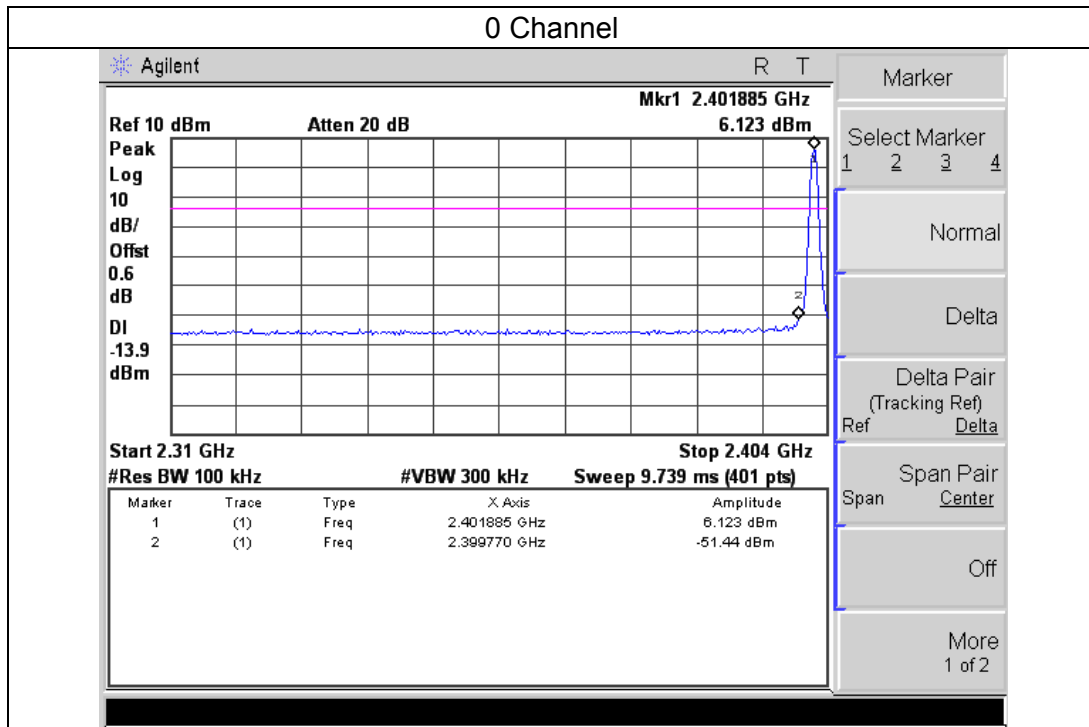 0 Channel
Agilent
R T
Marker
Mkr1 2.401885 GHz
Ref 10 dBm Atten 20 dB 6.123 dBm
Peak
Log
10
dB/
Offst
0.6
dB
DI
-13.9
dBm
2
Start 2.31 GHz Stop 2.404 GHz
#Res BW 100 kHz #VBW 300 kHz Sweep 9.739 ms (401 pts)
Marker Trace Type X Axis Amplitude
1 (1) Freq 2.401885 GHz 6.123 dBm
2 (1) Freq 2.399770 GHz -51.44 dBm
Select Marker
1 2 3 4
Normal
Delta
Delta Pair
(Tracking Ref)
Ref Delta
Span Pair
Span Center
Off
More
1 of 2